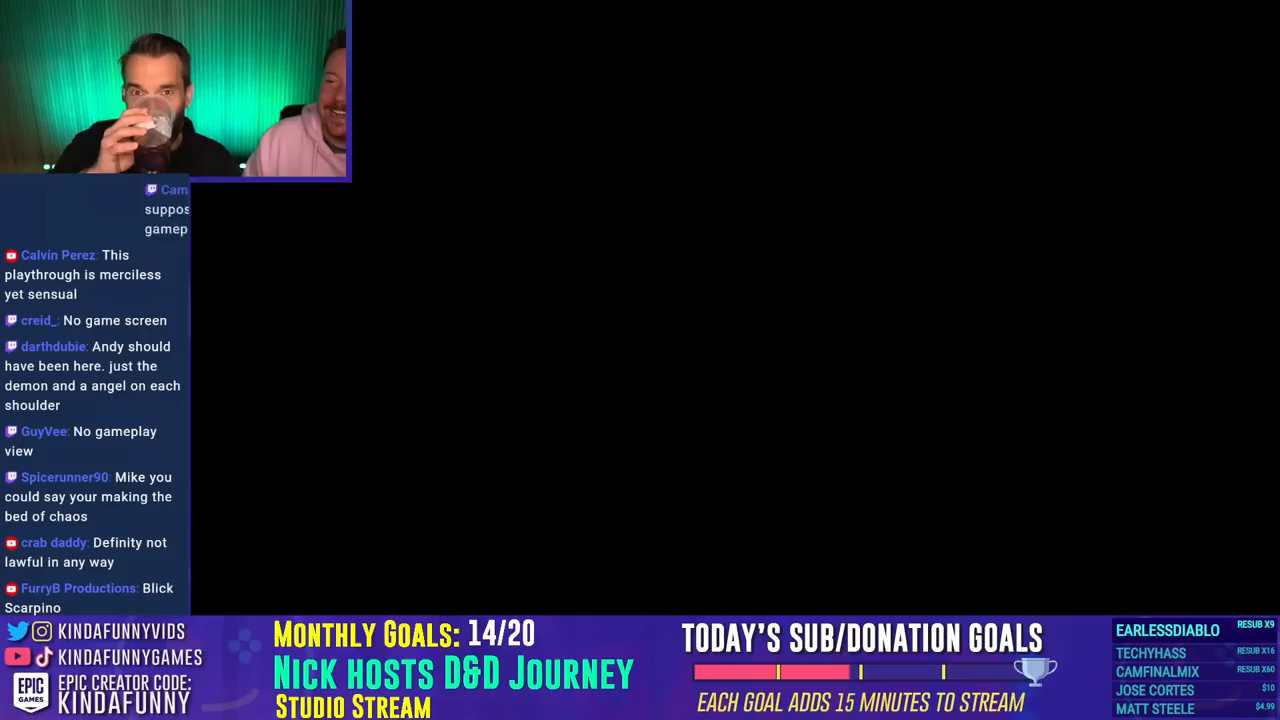 Cam
suppos
gamep
Calvin Perez: This
playthrough is merciless
yet sensual
creid_: No game screen
darthdubie: Andy should
have been here. just the
demon and a angel on each
shoulder
GuyVee: No gameplay
view
Spicerunner90: Mike you
could say your making the
bed of chaos
crab daddy: Definity not
lawful in any way
FurryB Productions: Blick
Scarpino
KINDAFUNNYVIDS
KINDAFUNNYGAMES
EPIC GAMES
EPIC CREATOR CODE:
KINDAFUNNY
MONTHLY GOALS: 14/20
NICK HOSTS D&D JOURNEY
STUDIO STREAM
TODAY'S SUB/DONATION GOALS
EACH GOAL ADDS 15 MINUTES TO STREAM
EARLESSDIABLO RESUB X9
TECHYHASS RESUB X16
CAMFINALMIX RESUB X60
JOSE CORTES $10
MATT STEELE $4.99